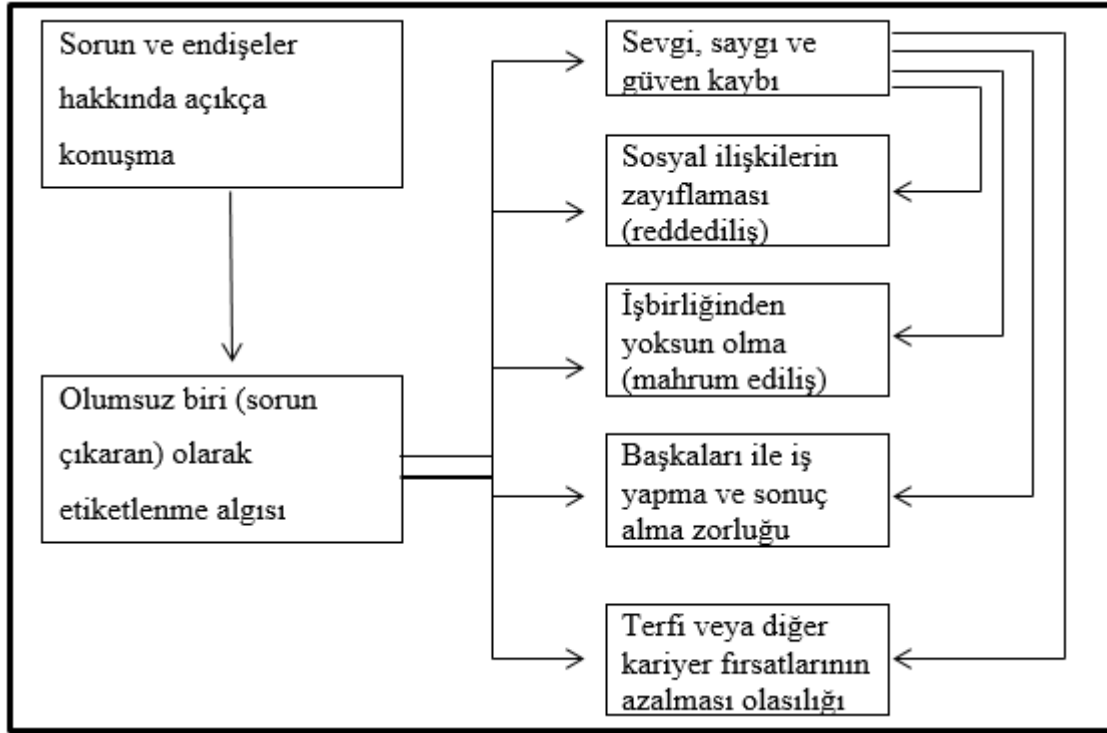 Sorun ve endişeler
hakkında açıkça
konuşma
Olumsuz biri (sorun
çıkaran) olarak
etiketlenme algısı
Sevgi, saygı ve
güven kaybı
Sosyal ilişkilerin
zayıflaması
(reddediliş)
İşbirliğinden
yoksun olma
(mahrum ediliş)
Başkaları ile iş
yapma ve sonuç
alma zorluğu
Terfi veya diğer
kariyer fırsatlarının
azalması olasılığı